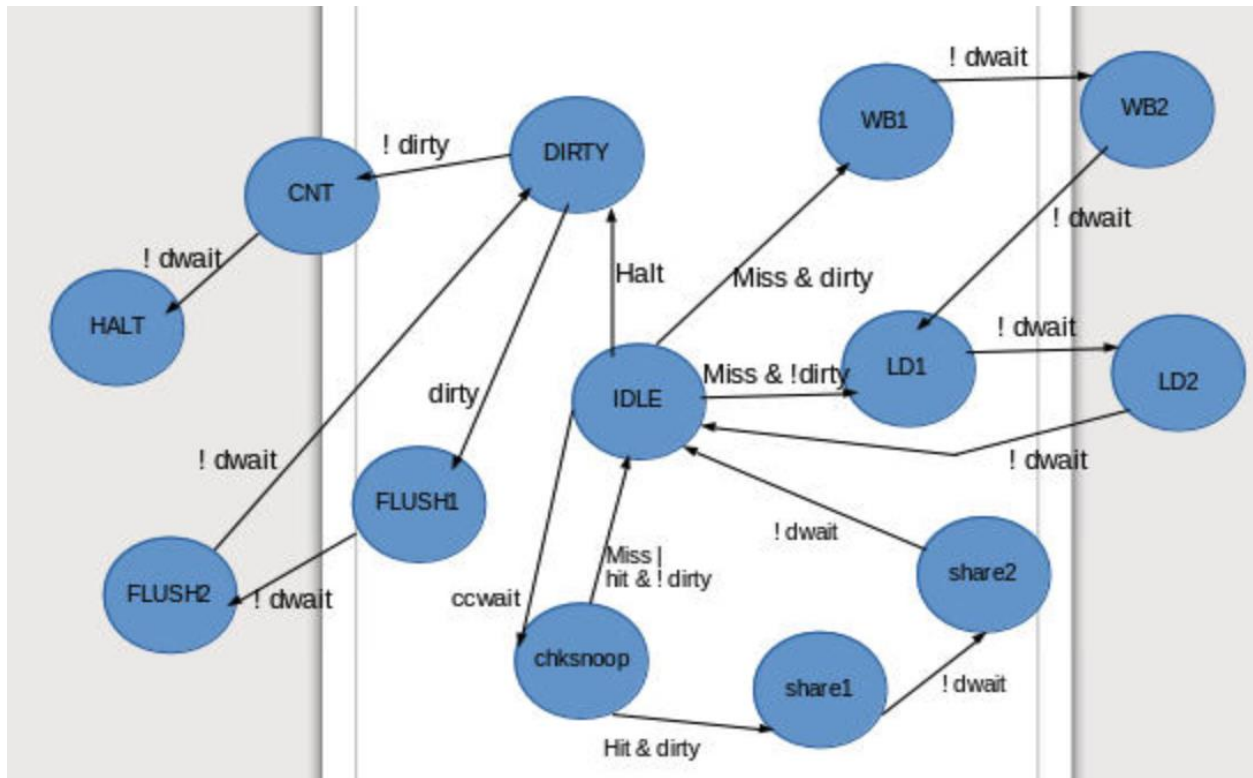 ! dwait
WB1
WB2
! dirty
DIRTY
CNT
! dwait
! dwait
HALT
Halt
Miss & dirty
! dwait
LD1
LD2
Miss & !dirty
IDLE
dirty
! dwait
! dwait
FLUSH1
! dwait
Miss |
hit & ! dirty
share2
FLUSH2
! dwait
ccwait
chksnoop
share1
! dwait
Hit & dirty